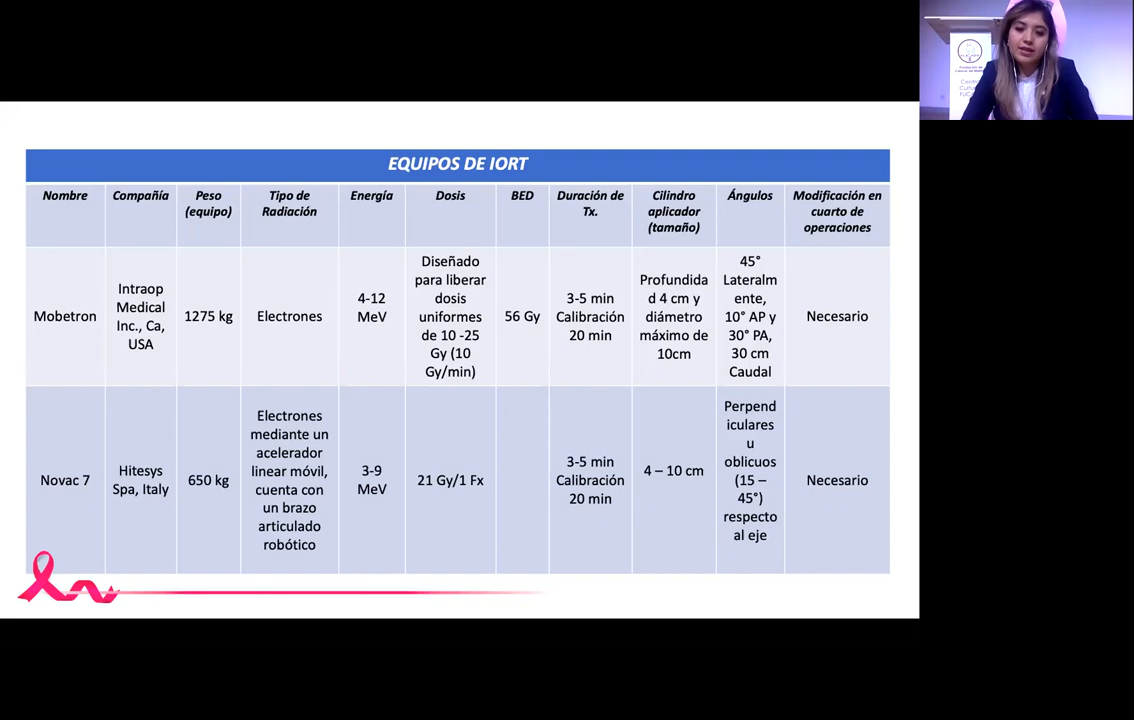 EQUIPOS DE IORT
Nombre
Compañía
Peso
(equipo)
Tipo de
Radiación
Energía
Dosis
BED
Duración de
Tx.
Cilindro
aplicador
(tamaño)
Ángulos
Modificación en
cuarto de
operaciones
Mobetron
Intraop
Medical
Inc., Ca,
USA
1275 kg
Electrones
4-12
MeV
Diseñado
para liberar
dosis
uniformes
de 10 -25
Gy (10
Gy/min)
56 Gy
3-5 min
Calibración
20 min
Profundida
d 4 cm y
diámetro
máximo de
10cm
45°
Lateralm
ente,
10° AP y
30° PA,
30 cm
Caudal
Necesario
Novac 7
Hitesys
Spa, Italy
650 kg
Electrones
mediante un
acelerador
linear móvil,
cuenta con
un brazo
articulado
robótico
3-9
MeV
21 Gy/1 Fx
3-5 min
Calibración
20 min
4 – 10 cm
Perpend
iculares
u
oblicuos
(15 –
45°)
respecto
al eje
Necesario